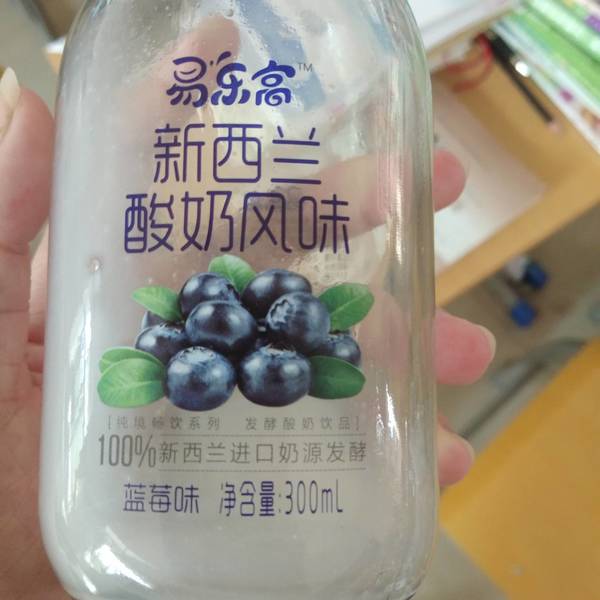 易乐高™
新西兰
酸奶风味
[纯境畅饮系列 发酵酸奶饮品]
100%新西兰进口奶源发酵
蓝莓味 净含量:300mL